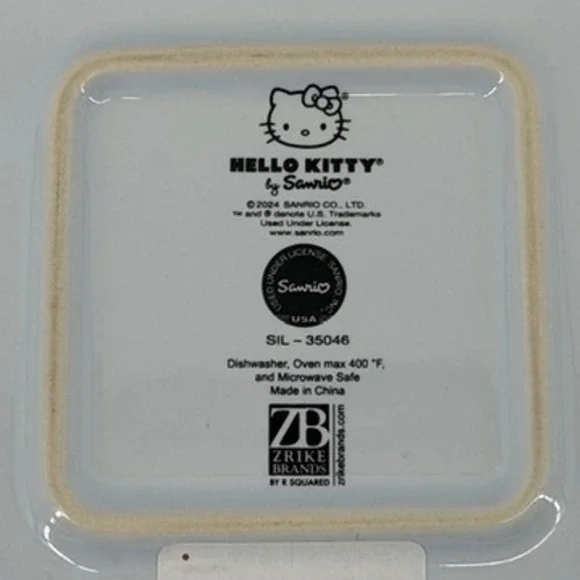 HELLO KITTY®
by Sanrio®
© 2024 SANRIO CO., LTD.
™ and ® denote U.S. Trademarks
Used Under License.
www.sanrio.com
USED UNDER LICENSE SANRIO, INC.
Sanrio
USA
SIL – 35046
Dishwasher, Oven max 400 °F,
and Microwave Safe
Made in China
ZB
ZRIKE
BRANDS
BY R SQUARED
zrikebrands.com